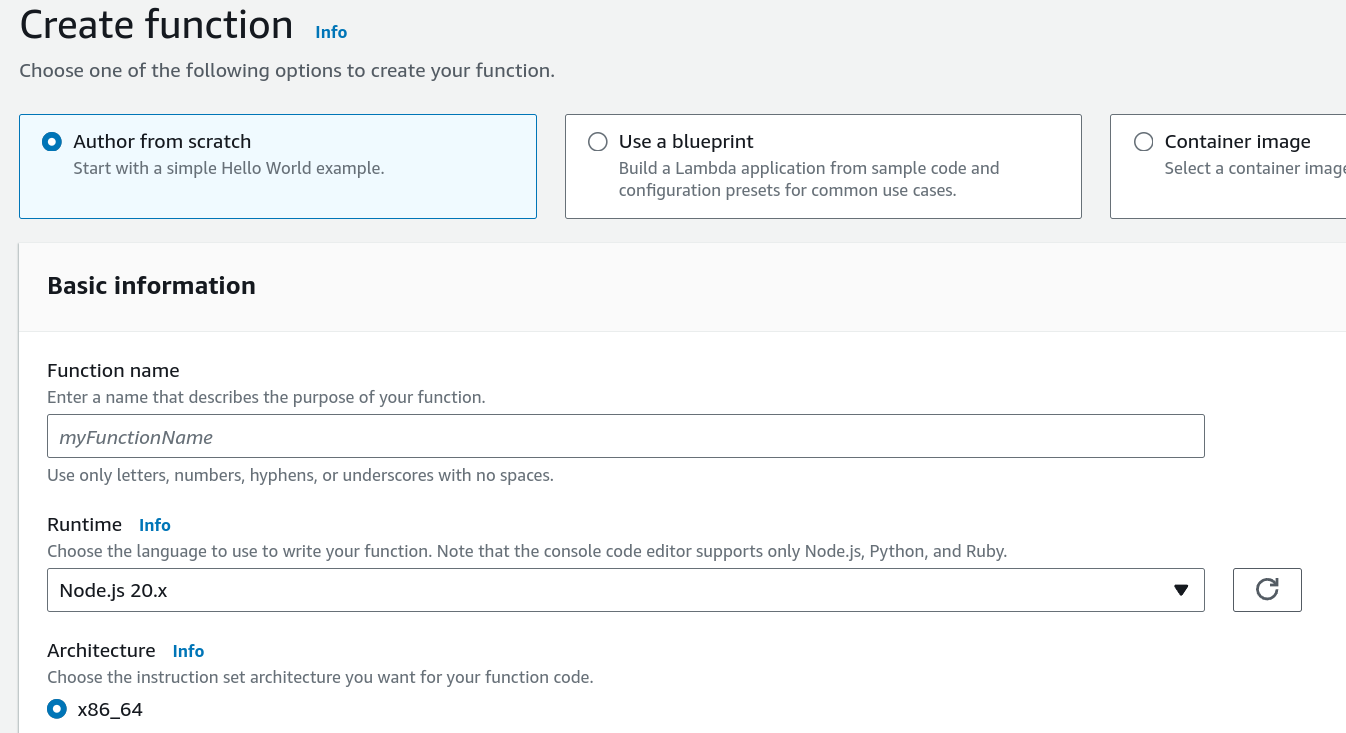 Create function Info
Choose one of the following options to create your function.
Author from scratch
Start with a simple Hello World example.
Use a blueprint
Build a Lambda application from sample code and
configuration presets for common use cases.
Container image
Select a container image
Basic information
Function name
Enter a name that describes the purpose of your function.
myFunctionName
Use only letters, numbers, hyphens, or underscores with no spaces.
Runtime Info
Choose the language to use to write your function. Note that the console code editor supports only Node.js, Python, and Ruby.
Node.js 20.x
Architecture Info
Choose the instruction set architecture you want for your function code.
x86_64